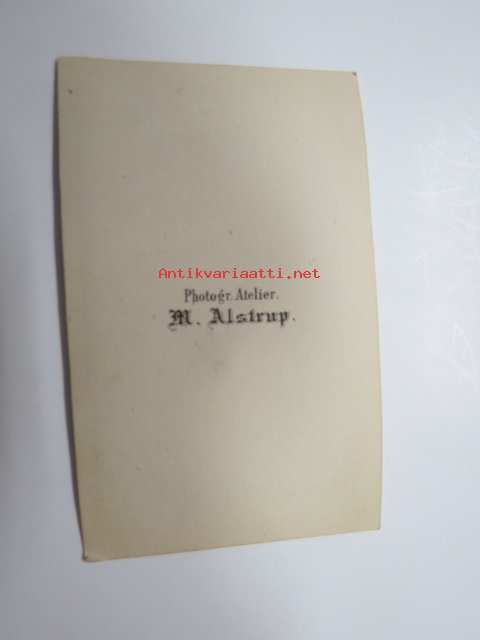 Antikvariaatti.net
Photogr. Atelier.
M. Alstrup.